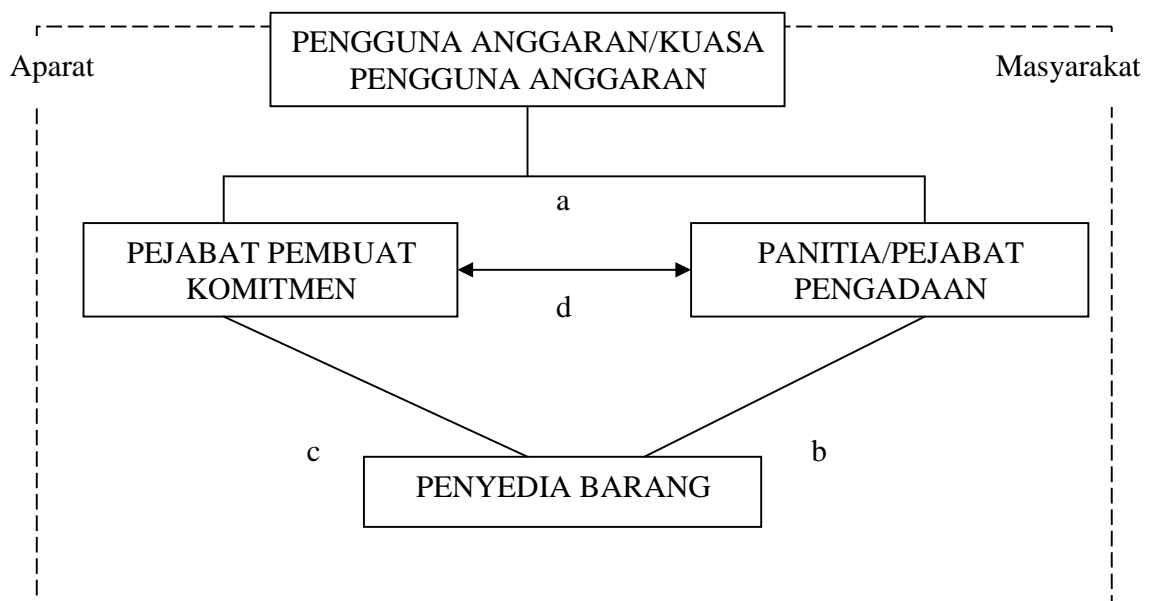 PENGGUNA ANGGARAN/KUASA
PENGGUNA ANGGARAN
Aparat
Masyarakat
a
PEJABAT PEMBUAT
KOMITMEN
PANITIA/PEJABAT
PENGADAAN
d
c
b
PENYEDIA BARANG